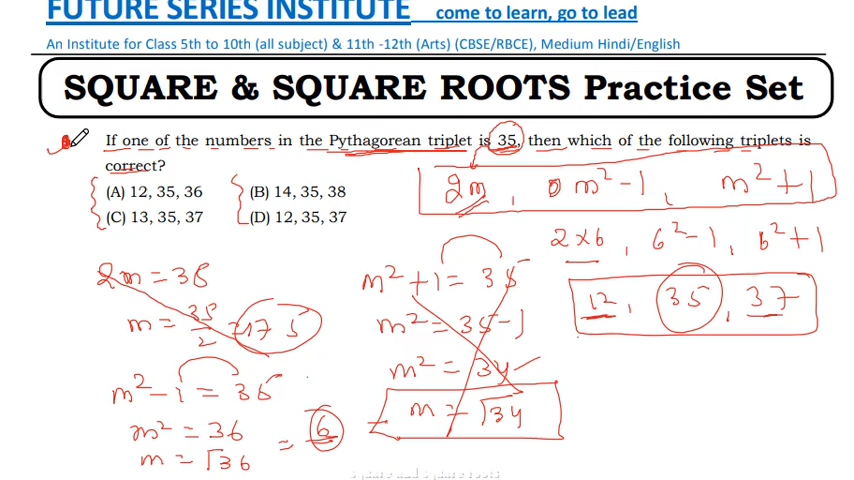 FUTURE SERIES INSTITUTE come to learn, go to lead
An Institute for Class 5th to 10th (all subject) & 11th -12th (Arts) (CBSE/RBCE), Medium Hindi/English
SQUARE & SQUARE ROOTS Practice Set
If one of the numbers in the Pythagorean triplet is 35, then which of the following triplets is
correct?
(A) 12, 35, 36 (B) 14, 35, 38
(C) 13, 35, 37 (D) 12, 35, 37
2m, m²-1, m²+1
2×6, 6²-1, 6²+1
12, 35, 37
2m = 35
m = 35/2 = 17 5
m²-1 = 35
m² = 36
m = √36 = 6
m²+1 = 35
m² = 35-1
m² = 34
m = √34
square and square roots